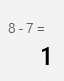 8 - 7 =
1